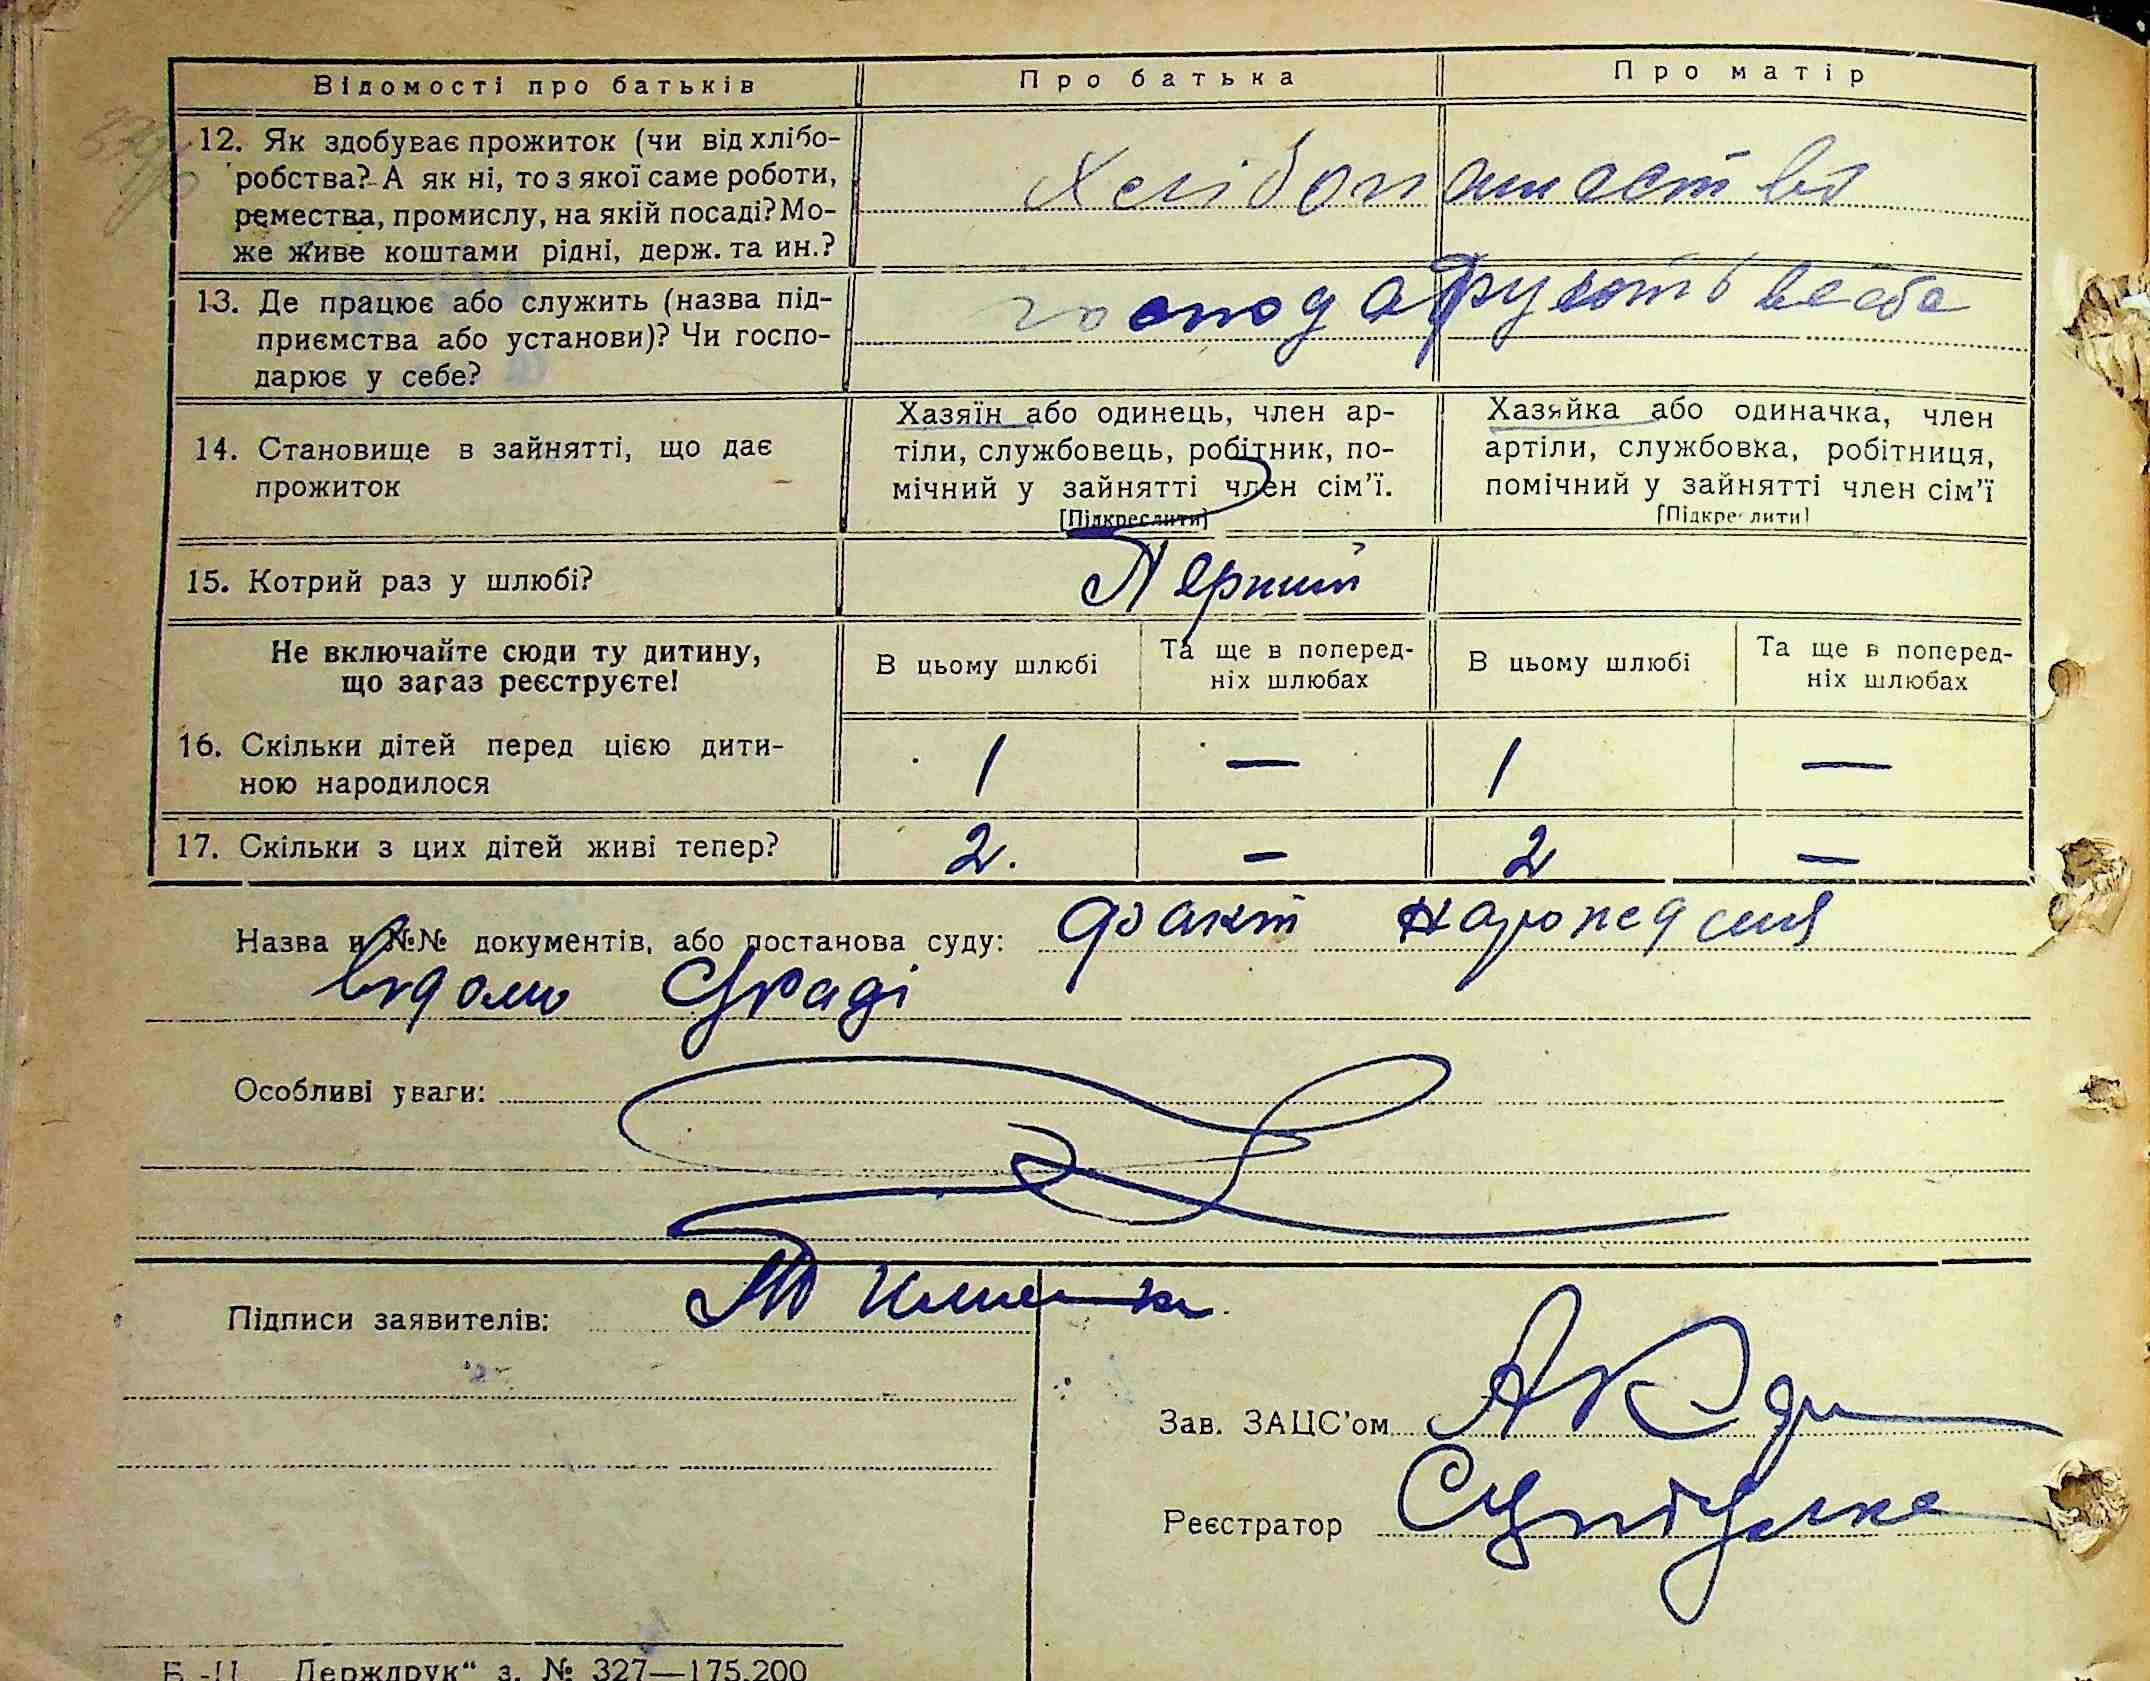 Відомості про батьків Про батька Про матір
12. Як здобуває прожиток (чи від хлібо-
робства? А як ні, то з якої саме роботи,
ремества, промислу, на якій посаді? Мо-
же живе коштами рідні, держ. та ин.?
Хлібопашество
13. Де працює або служить (назва під-
приємства або установи)? Чи госпо-
дарює у себе?
господарують в себе
14. Становище в зайнятті, що дає
прожиток
Хазяїн або одинець, член ар-
тіли, службовець, робітник, по-
мічний у зайнятті член сім'ї.
[Підкреслити]
Хазяйка або одиначка, член
артіли, службовка, робітниця,
помічний у зайнятті член сім'ї
[Підкреслити]
15. Котрий раз у шлюбі? Перший
Не включайте сюди ту дитину,
що зараз реєструєте!
В цьому шлюбі
Та ще в поперед-
ніх шлюбах
В цьому шлюбі
Та ще в поперед-
ніх шлюбах
16. Скільки дітей перед цією дити-
ною народилося
1 — 1 —
17. Скільки з цих дітей живі тепер? 2. — 2 —
Назва и №№ документів, або постанова суду: факт
відомо С/раді
Особливі уваги:
Підписи заявителів:
Зав. ЗАЦС'ом
Реєстратор
Б.-Ц. „Держдрук“ з. № 327—175.200